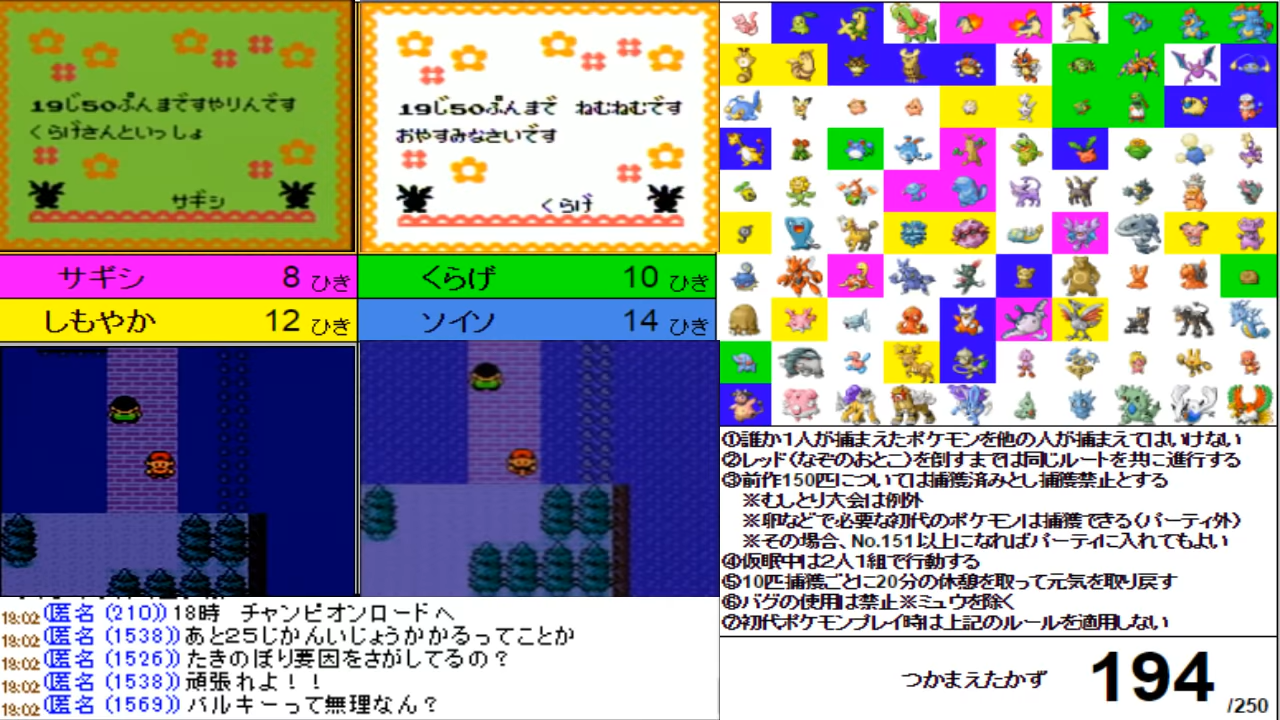 19じ50ぷんまですやりんです
くらげさんといっしょ
サギシ
19じ50ぷんまで ねむねむです
おやすみなさいです
くらげ
サギシ 8 ひき
くらげ 10 ひき
しもやか 12 ひき
ソイソ 14 ひき
18:02 (匿名 (210)) 18時 チャンピオンロードへ
18:02 (匿名 (1538)) あと25じかんいじょうかかるってことか
18:02 (匿名 (1526)) たきのぼり要因をさがしてるの?
18:02 (匿名 (1538)) 頑張れよ!!
18:02 (匿名 (1569)) バルキーって無理なん?
①誰か1人が捕まえたポケモンを他の人が捕まえてはいけない
②レッド(なぞのおとこ)を倒すまでは同じルートを共に進行する
③前作150匹については捕獲済みとし捕獲禁止とする
※むしとり大会は例外
※卵などで必要な初代のポケモンは捕獲できる(パーティ外)
※その場合、No.151以上になればパーティに入れてもよい
④仮眠中は2人1組で行動する
⑤10匹捕獲ごとに20分の休憩を取って元気を取り戻す
⑥バグの使用は禁止※ミュウを除く
⑦初代ポケモンプレイ時は上記のルールを適用しない
つかまえたかず 194 /250